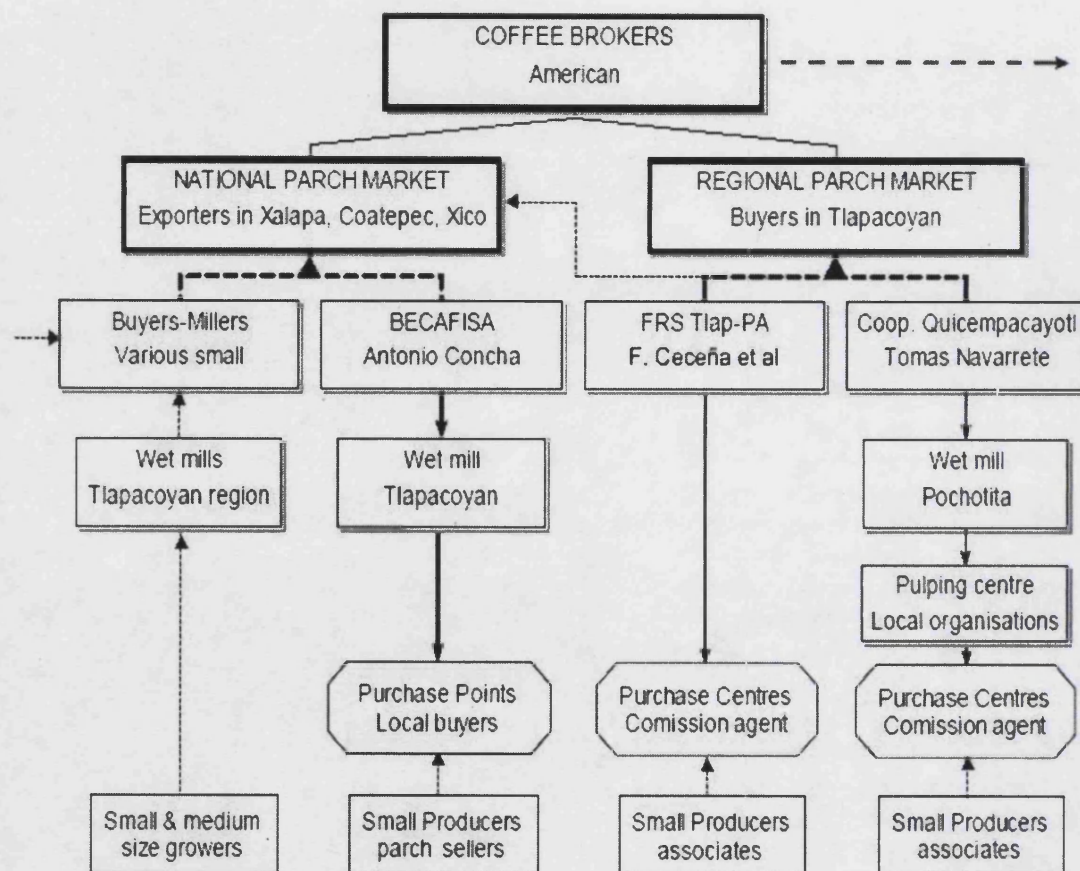 COFFEE BROKERS
American
NATIONAL PARCH MARKET
Exporters in Xalapa, Coatepec, Xico
REGIONAL PARCH MARKET
Buyers in Tlapacoyan
Buyers-Millers
Various small
BECAFISA
Antonio Concha
FRS Tlap-PA
F. Ceceña et al
Coop. Quicempacayotl
Tomas Navarrete
Wet mills
Tlapacoyan region
Wet mill
Tlapacoyan
Wet mill
Pochotita
Pulping centre
Local organisations
Purchase Points
Local buyers
Purchase Centres
Comission agent
Purchase Centres
Comission agent
Small & medium
size growers
Small Producers
parch sellers
Small Producers
associates
Small Producers
associates